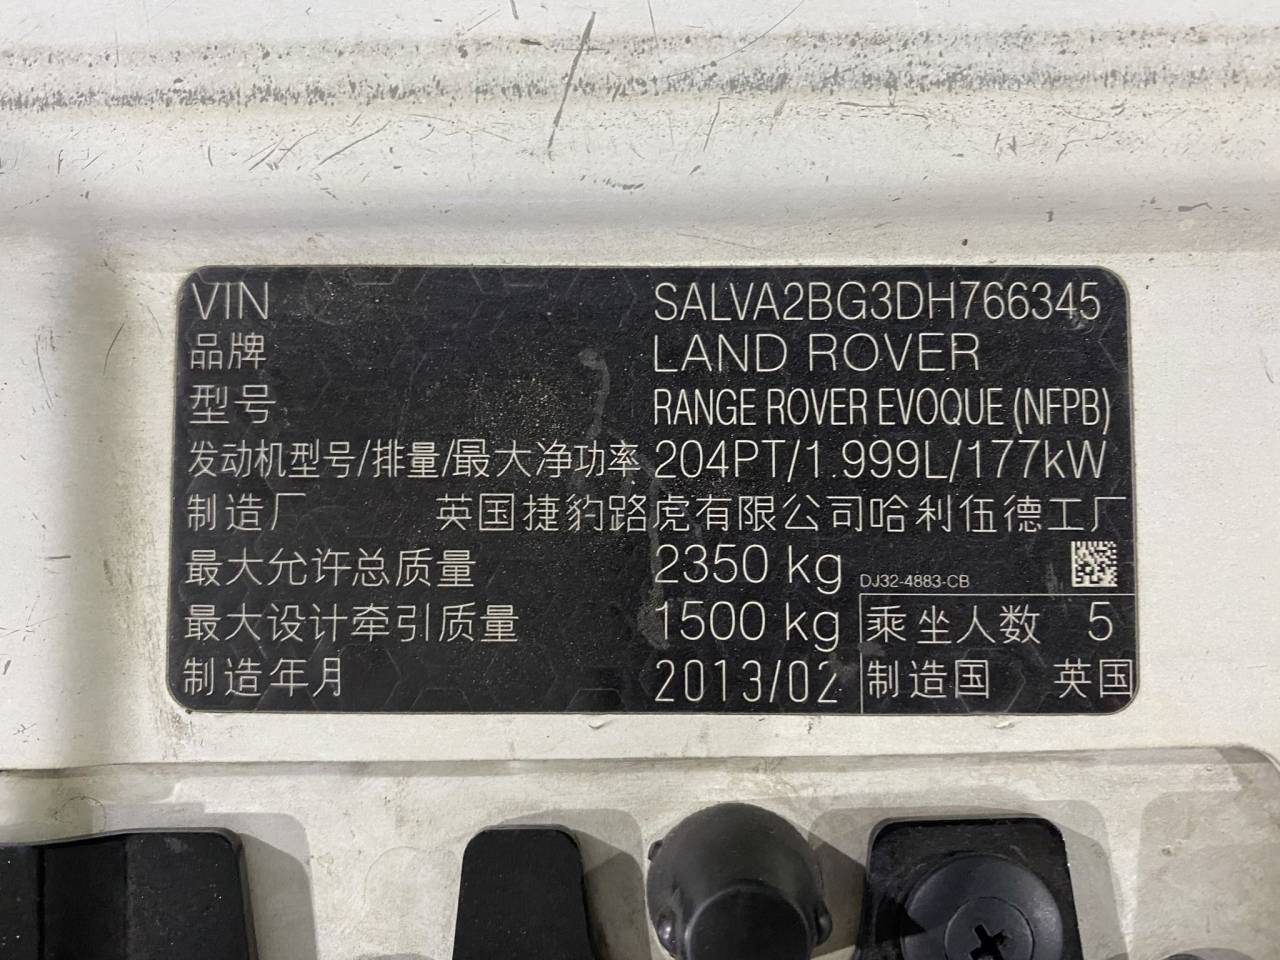 VIN SALVA2BG3DH766345
品牌 LAND ROVER
型号 RANGE ROVER EVOQUE (NFPB)
发动机型号/排量/最大净功率 204PT/1.999L/177kW
制造厂 英国捷豹路虎有限公司哈利伍德工厂
最大允许总质量 2350 kg DJ32-4883-CB
最大设计牵引质量 1500 kg 乘坐人数 5
制造年月 2013/02 制造国 英国